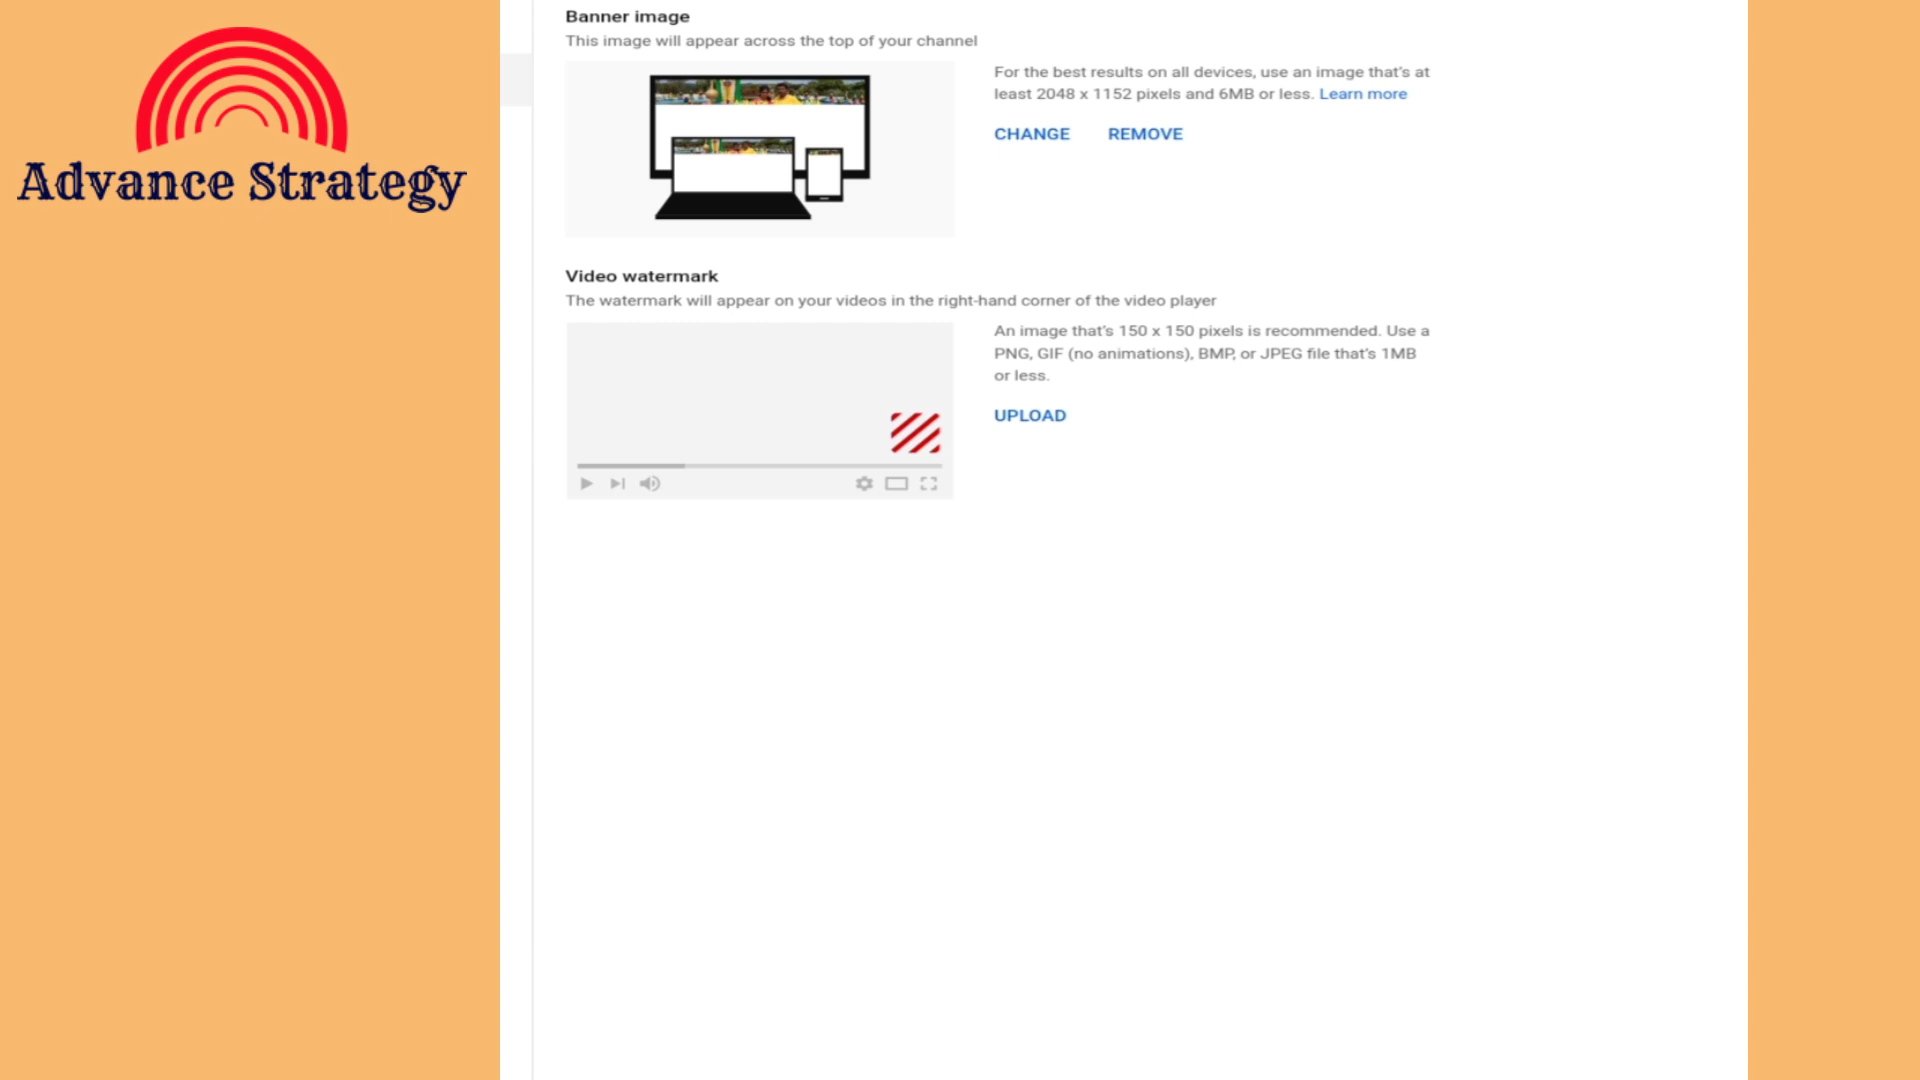 Advance Strategy
Banner image
This image will appear across the top of your channel
For the best results on all devices, use an image that's at
least 2048 x 1152 pixels and 6MB or less. Learn more
CHANGE REMOVE
Video watermark
The watermark will appear on your videos in the right-hand corner of the video player
An image that's 150 x 150 pixels is recommended. Use a
PNG, GIF (no animations), BMP, or JPEG file that's 1MB
or less.
UPLOAD